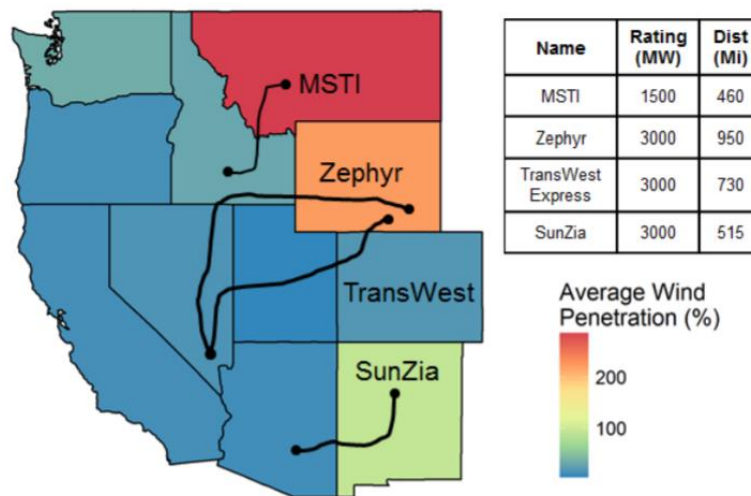 MSTI
Zephyr
TransWest
SunZia
Name Rating (MW) Dist (Mi)
MSTI 1500 460
Zephyr 3000 950
TransWest Express 3000 730
SunZia 3000 515
Average Wind
Penetration (%)
200
100